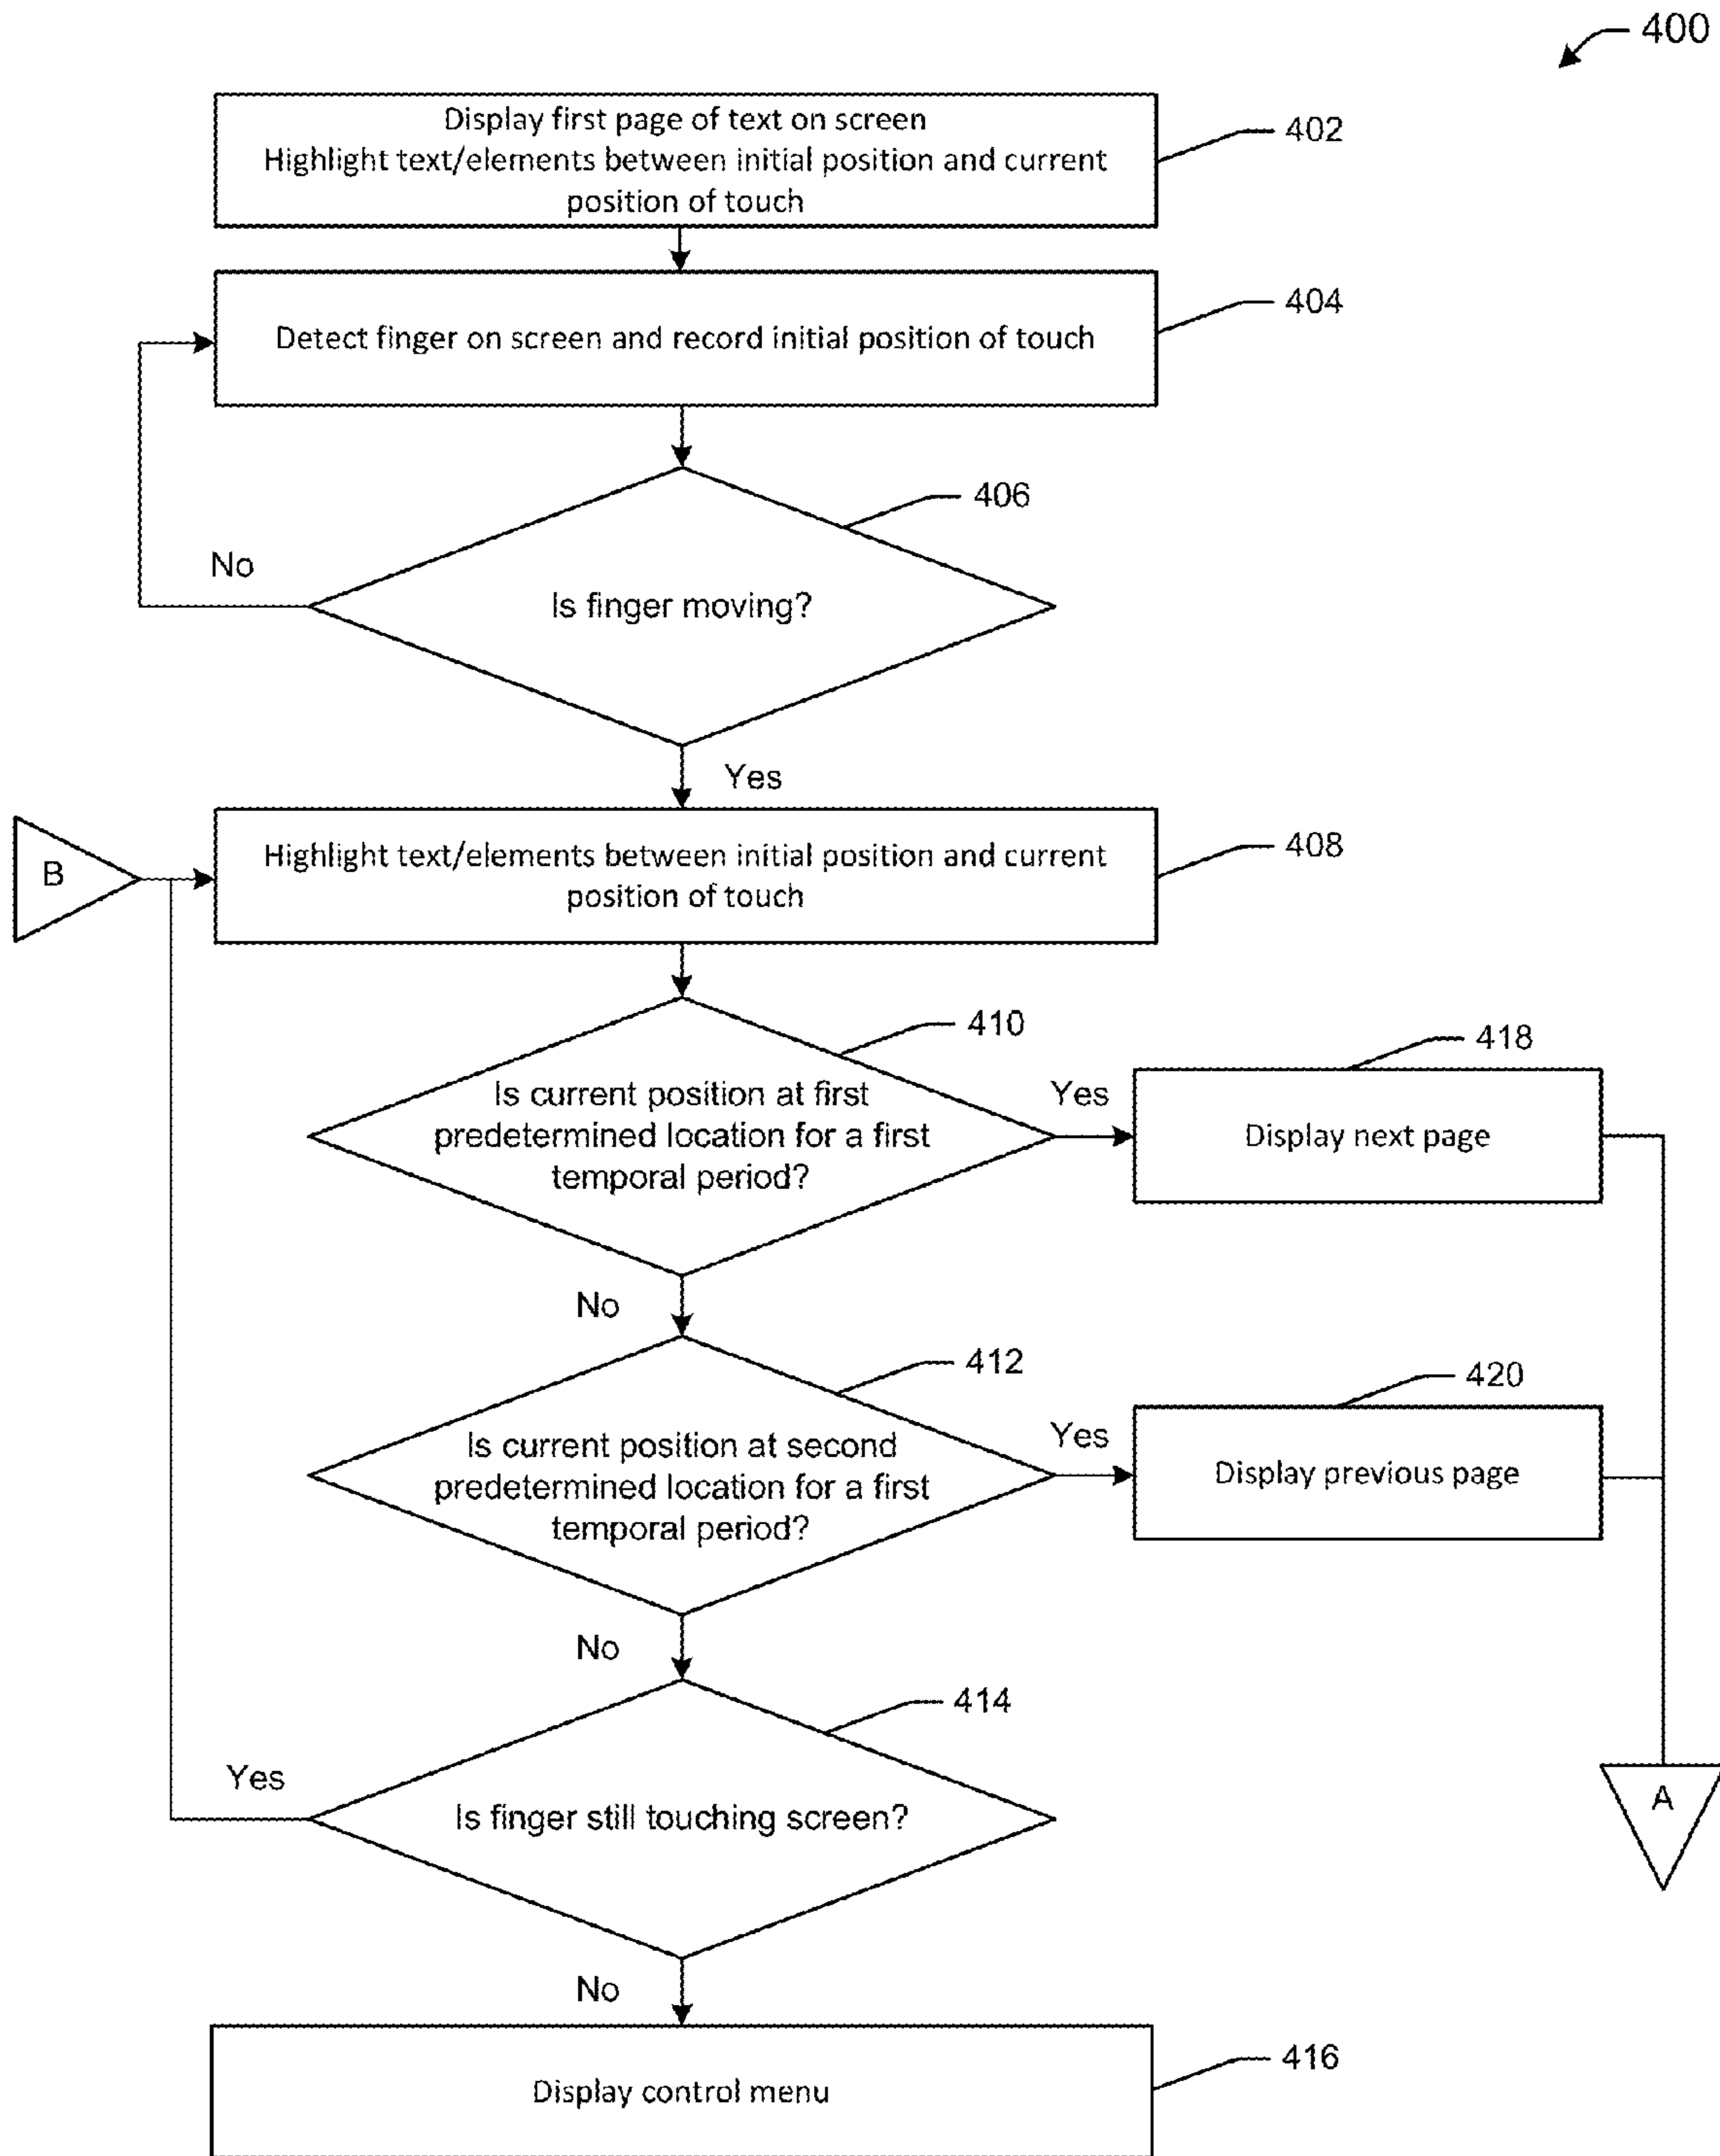 400
Display first page of text on screen
Highlight text/elements between initial position and current
position of touch
402
Detect finger on screen and record initial position of touch
404
406
Is finger moving?
No
Yes
B
Highlight text/elements between initial position and current
position of touch
408
410
Is current position at first
predetermined location for a first
temporal period?
Yes
418
Display next page
No
412
Is current position at second
predetermined location for a first
temporal period?
Yes
420
Display previous page
No
414
Is finger still touching screen?
Yes
A
No
Display control menu
416